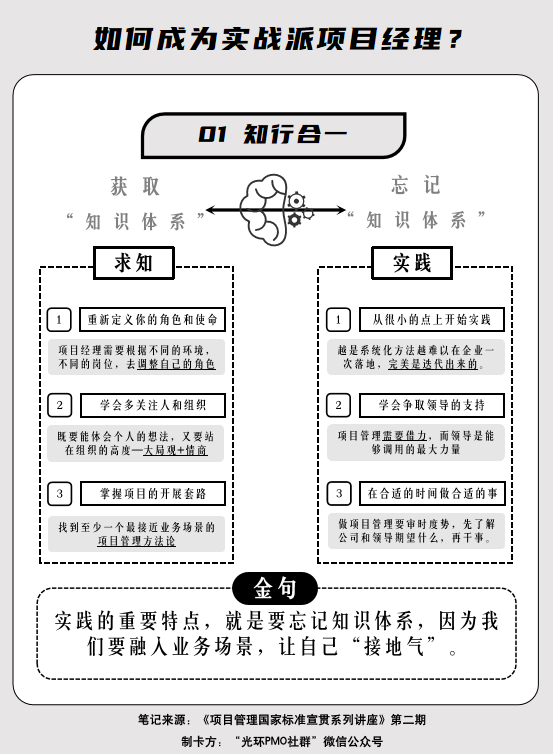 如何成为实战派项目经理？
01 知行合一
获取
“知识体系”
忘记
“知识体系”
求知
1 重新定义你的角色和使命
项目经理需要根据不同的环境，
不同的岗位，去调整自己的角色
2 学会多关注人和组织
既要能体会个人的想法，又要站
在组织的高度—大局观+情商
3 掌握项目的开展套路
找到至少一个最接近业务场景的
项目管理方法论
实践
1 从很小的点上开始实践
越是系统化方法越难以在企业一
次落地，完美是迭代出来的。
2 学会争取领导的支持
项目管理需要借力，而领导是能
够调用的最大力量
3 在合适的时间做合适的事
做项目管理要审时度势，先了解
公司和领导期望什么，再干事。
金句
实践的重要特点，就是要忘记知识体系，因为我
们要融入业务场景，让自己“接地气”。
笔记来源：《项目管理国家标准宣贯系列讲座》第二期
制卡方：“光环PMO社群”微信公众号